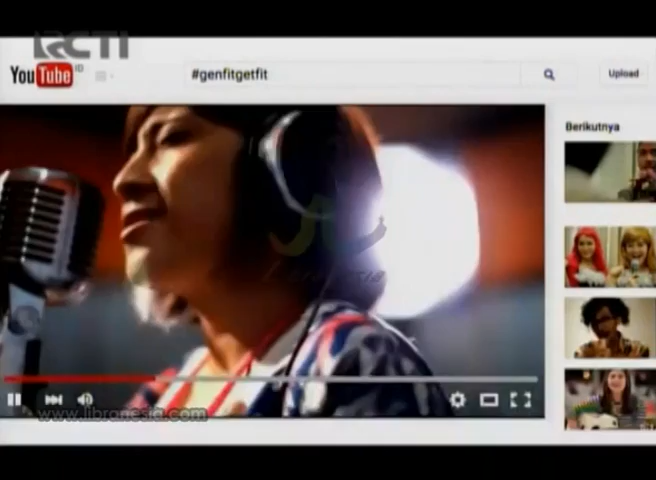 RCTI
YouTube ID
#genfitgetfit
Upload
Berikutnya
www.libranesia.com